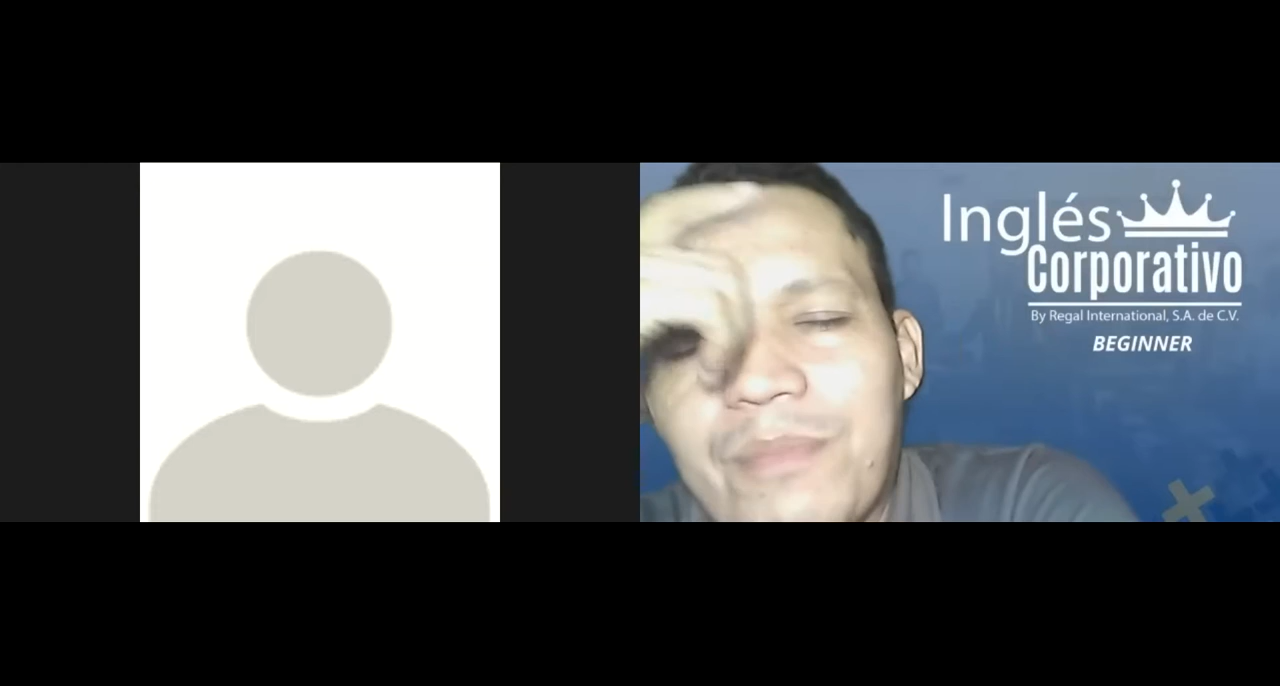 Inglés
Corporativo
By Regal International, S.A. de C.V.
BEGINNER